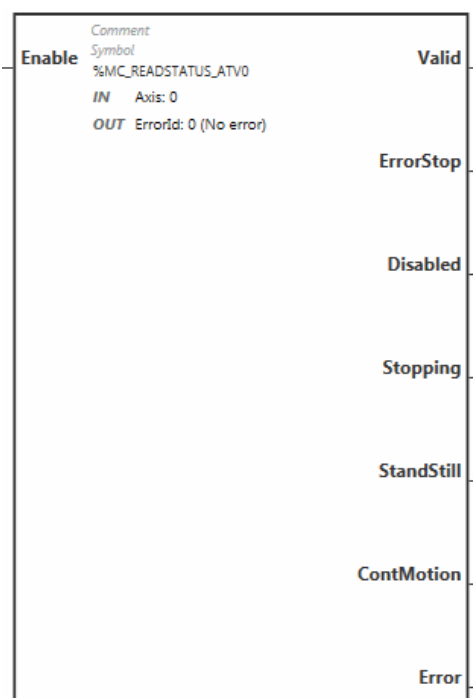 Comment
Enable Symbol Valid
%MC_READSTATUS_ATV0
IN Axis: 0
OUT ErrorId: 0 (No error)
ErrorStop
Disabled
Stopping
StandStill
ContMotion
Error